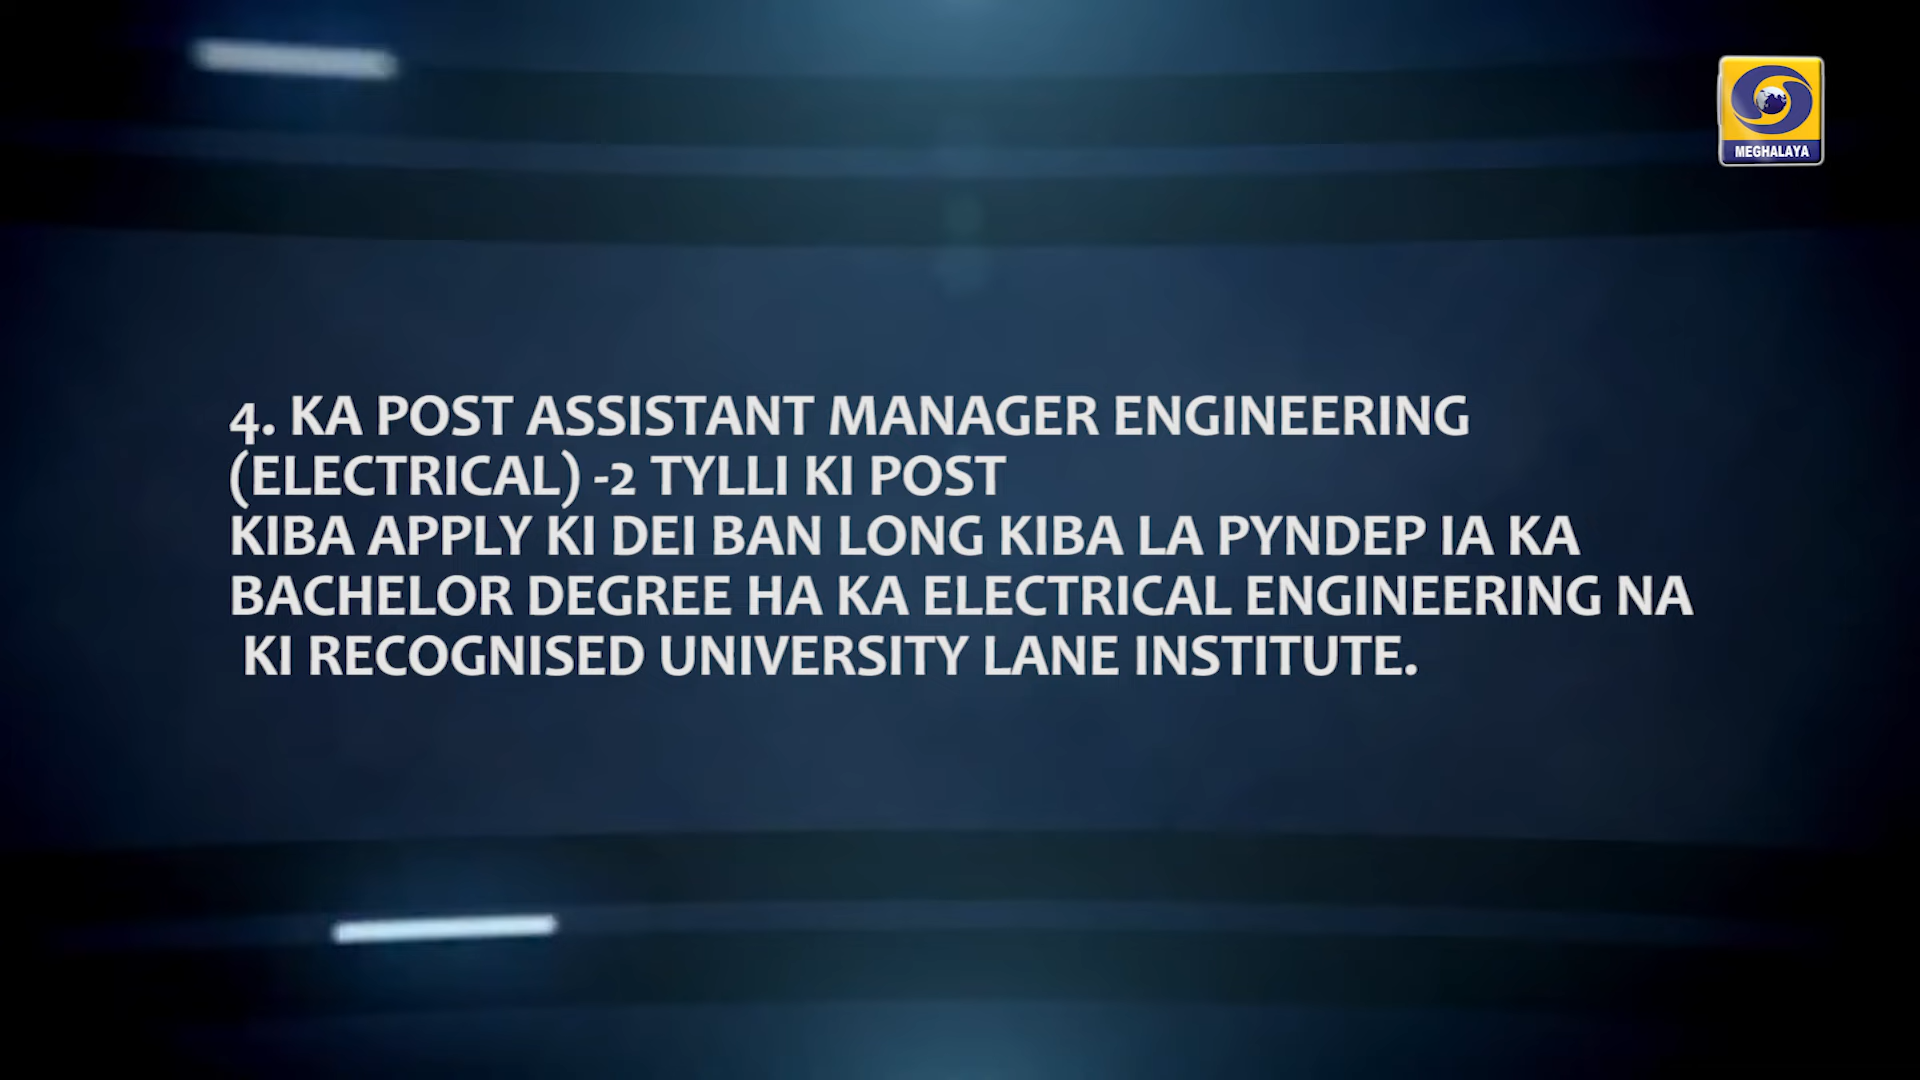 MEGHALAYA
4. KA POST ASSISTANT MANAGER ENGINEERING
(ELECTRICAL) -2 TYLLI KI POST
KIBA APPLY KI DEI BAN LONG KIBA LA PYNDEP IA KA
BACHELOR DEGREE HA KA ELECTRICAL ENGINEERING NA
KI RECOGNISED UNIVERSITY LANE INSTITUTE.